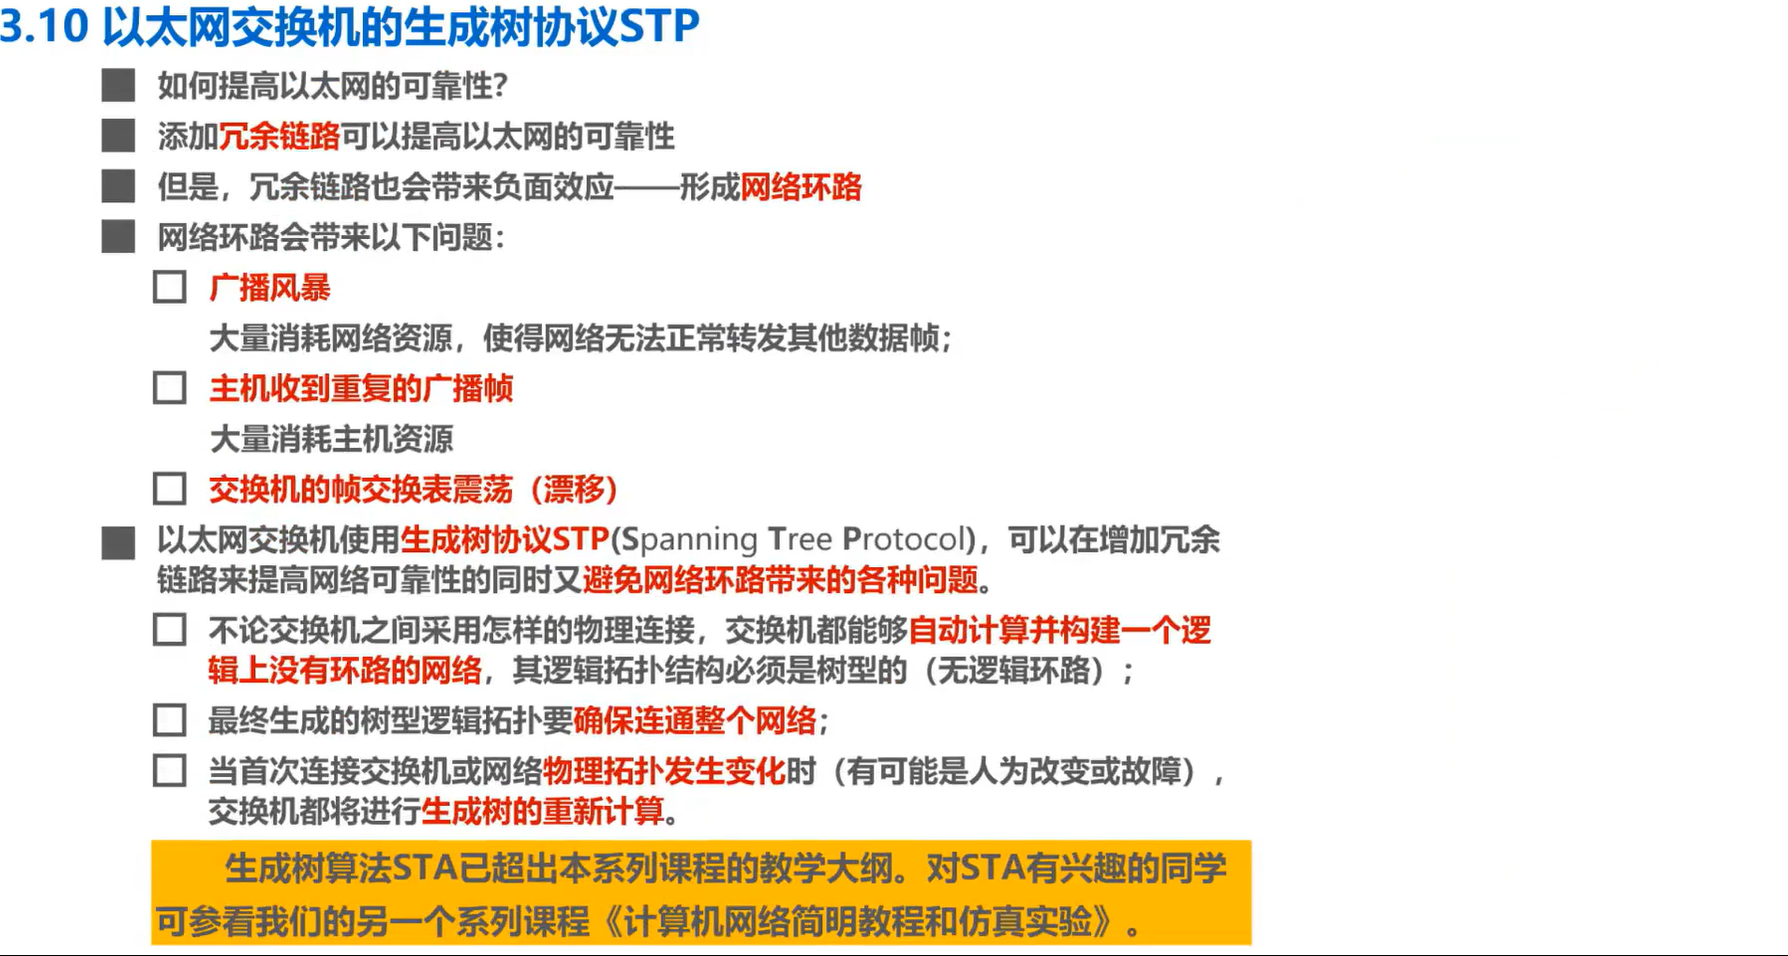 3.10 以太网交换机的生成树协议STP
如何提高以太网的可靠性？
添加冗余链路可以提高以太网的可靠性
但是，冗余链路也会带来负面效应——形成网络环路
网络环路会带来以下问题：
广播风暴
大量消耗网络资源，使得网络无法正常转发其他数据帧；
主机收到重复的广播帧
大量消耗主机资源
交换机的帧交换表震荡（漂移）
以太网交换机使用生成树协议STP(Spanning Tree Protocol)，可以在增加冗余
链路来提高网络可靠性的同时又避免网络环路带来的各种问题。
不论交换机之间采用怎样的物理连接，交换机都能够自动计算并构建一个逻
辑上没有环路的网络，其逻辑拓扑结构必须是树型的（无逻辑环路）；
最终生成的树型逻辑拓扑要确保连通整个网络；
当首次连接交换机或网络物理拓扑发生变化时（有可能是人为改变或故障），
交换机都将进行生成树的重新计算。
生成树算法STA已超出本系列课程的教学大纲。对STA有兴趣的同学
可参看我们的另一个系列课程《计算机网络简明教程和仿真实验》。